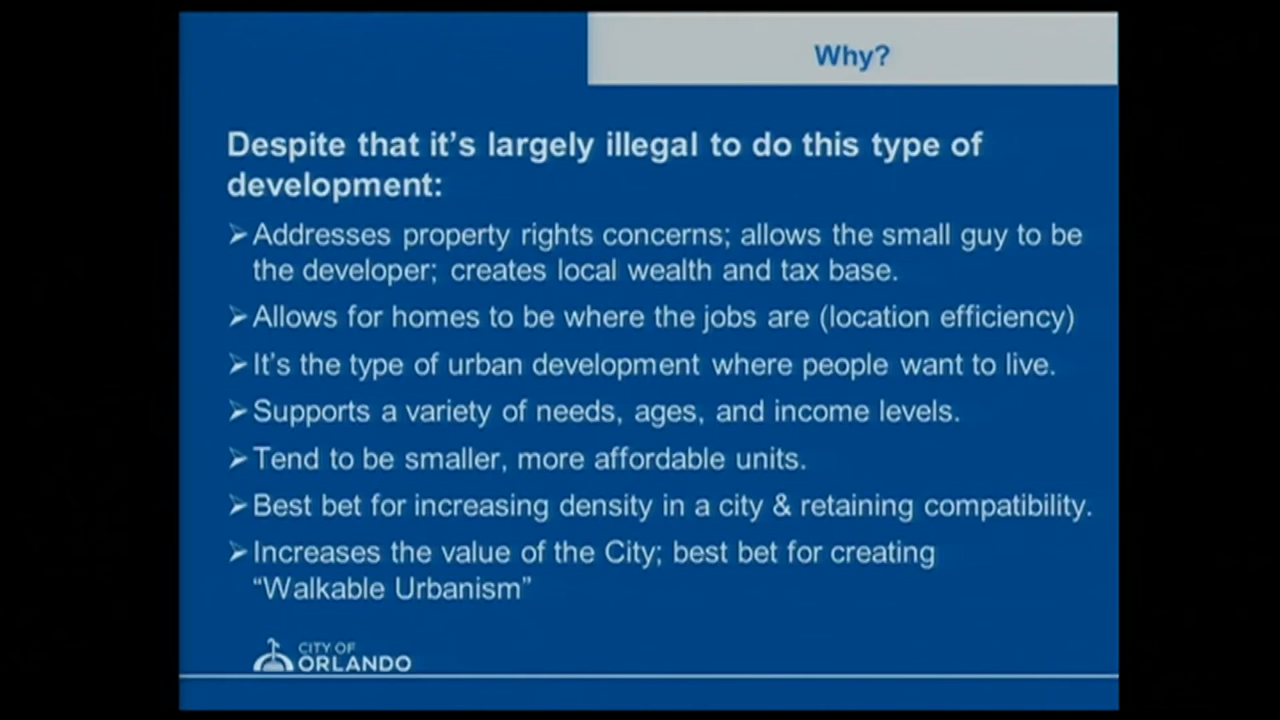 Why?
Despite that it's largely illegal to do this type of
development:
➢Addresses property rights concerns; allows the small guy to be
the developer; creates local wealth and tax base.
➢Allows for homes to be where the jobs are (location efficiency)
➢It's the type of urban development where people want to live.
➢Supports a variety of needs, ages, and income levels.
➢Tend to be smaller, more affordable units.
➢Best bet for increasing density in a city & retaining compatibility.
➢Increases the value of the City; best bet for creating
“Walkable Urbanism”
CITY OF
ORLANDO